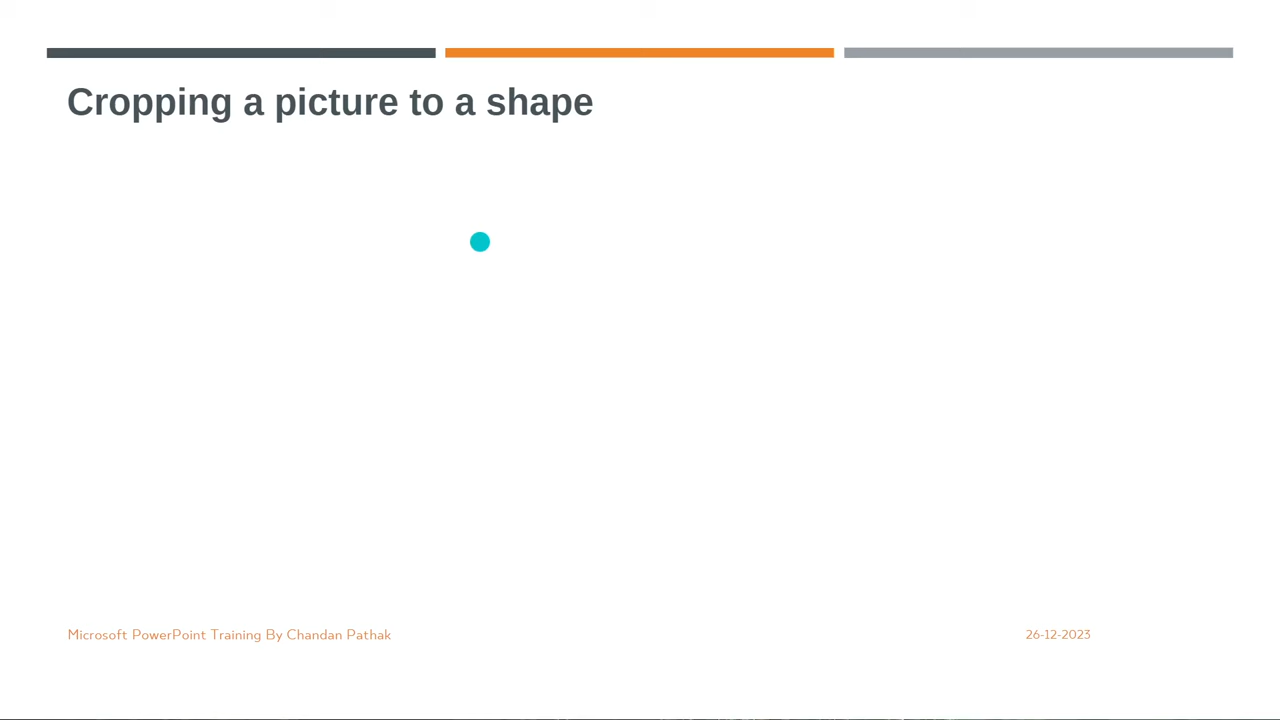 Cropping a picture to a shape
Microsoft PowerPoint Training By Chandan Pathak
26-12-2023